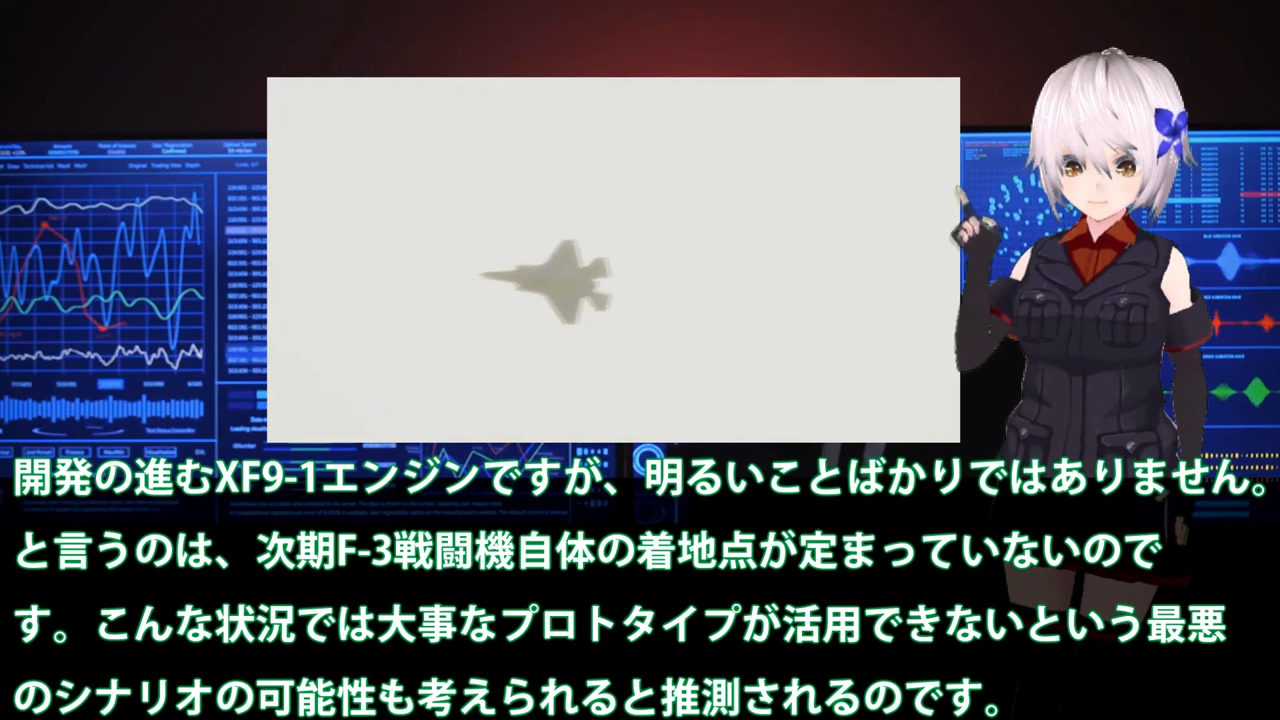 開発の進むXF9-1エンジンですが、明るいことばかりではありません。
と言うのは、次期F-3戦闘機自体の着地点が定まっていないので
す。こんな状況では大事なプロトタイプが活用できないという最悪
のシナリオの可能性も考えられると推測されるのです。